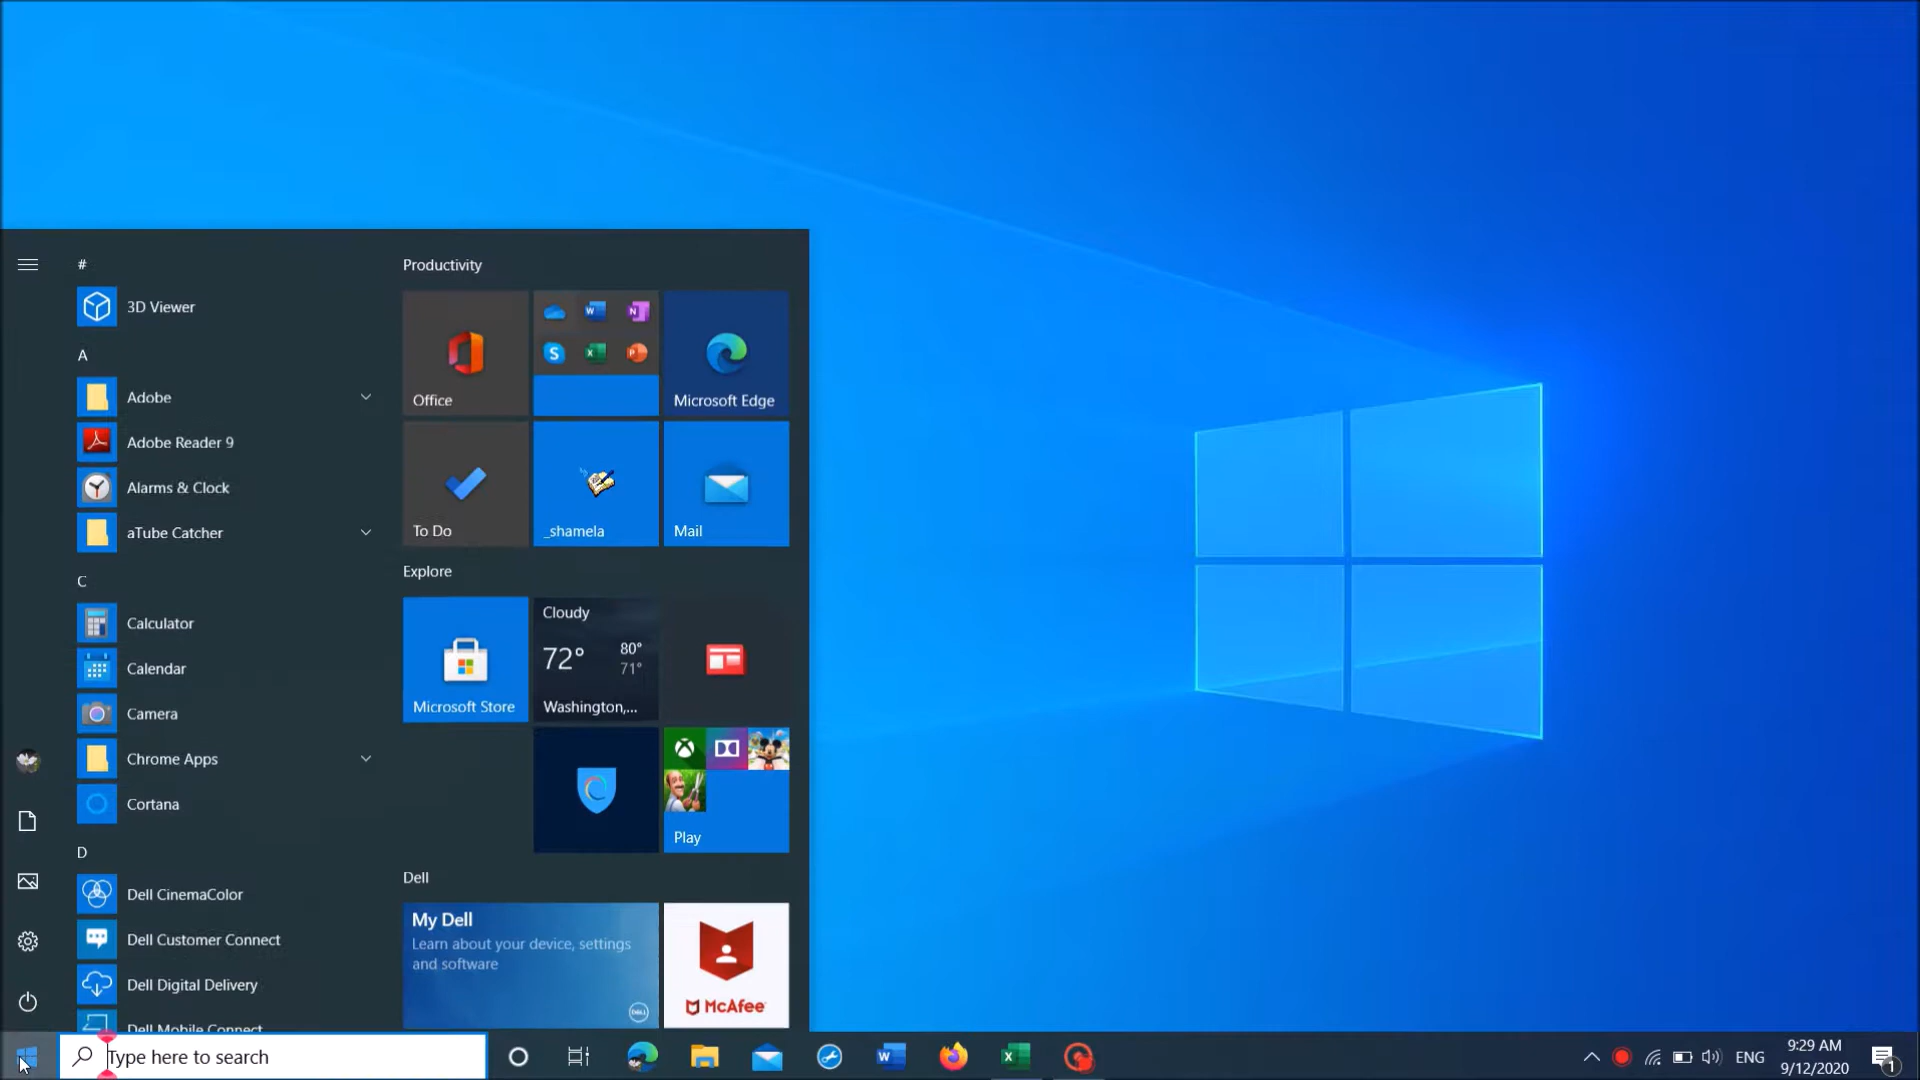 #
3D Viewer
A
Adobe
Adobe Reader 9
Alarms & Clock
aTube Catcher
C
Calculator
Calendar
Camera
Chrome Apps
Cortana
D
Dell CinemaColor
Dell Customer Connect
Dell Digital Delivery
Dell Mobile Connect
Productivity
Office
Microsoft Edge
To Do
_shamela
Mail
Explore
Microsoft Store
Cloudy
72° 80°
71°
Washington,...
Play
Dell
My Dell
Learn about your device, settings
and software
DELL
McAfee
Type here to search
ENG
9:29 AM
9/12/2020
1